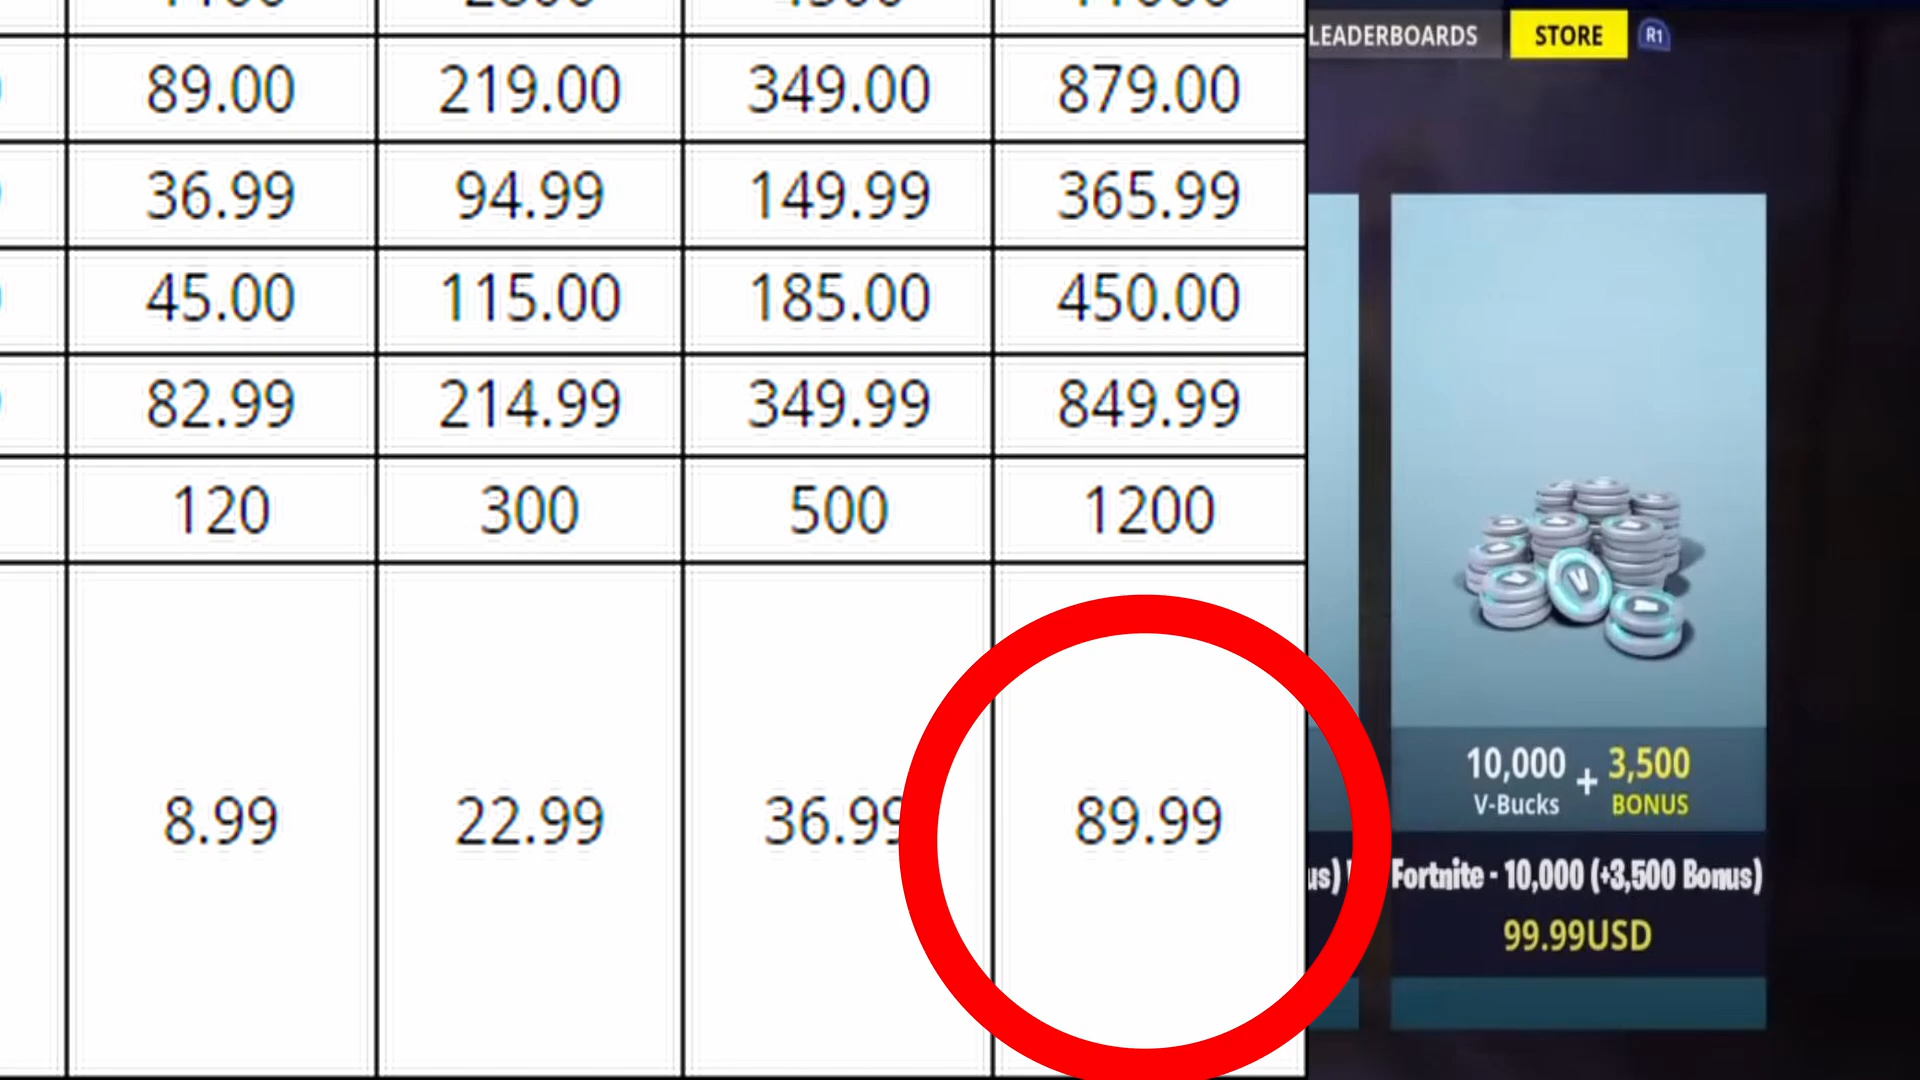 89.00 219.00 349.00 879.00
36.99 94.99 149.99 365.99
45.00 115.00 185.00 450.00
82.99 214.99 349.99 849.99
120 300 500 1200
8.99 22.99 36.99 89.99
LEADERBOARDS STORE R1
V
10,000 + 3,500
V-Bucks BONUS
Fortnite - 10,000 (+3,500 Bonus)
99.99USD